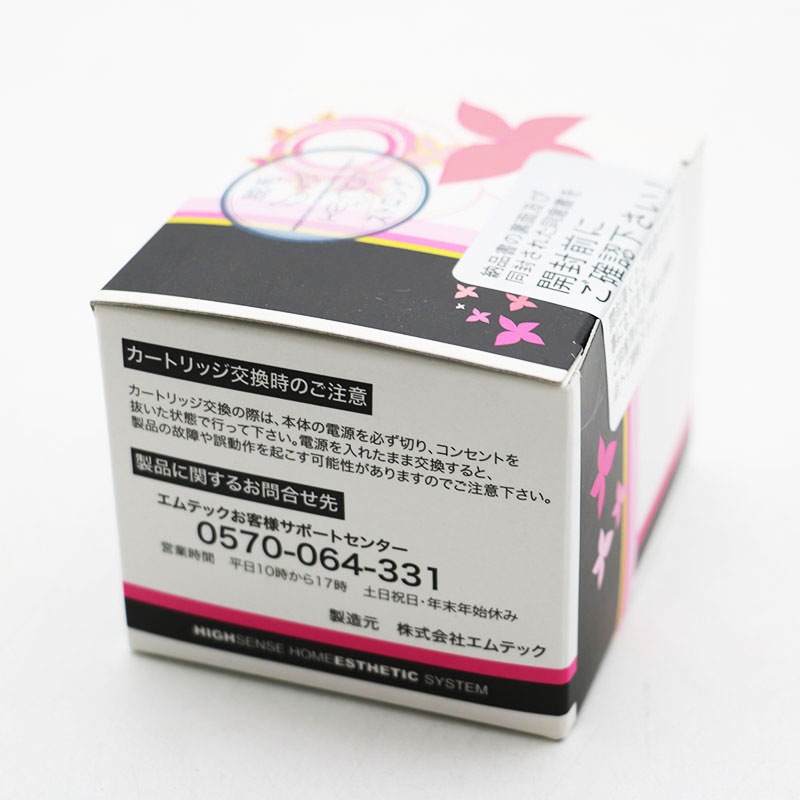 納品書の裏面及び
同封された説明書を
開封前に
ご確認下さい
カートリッジ交換時のご注意
カートリッジ交換の際は、本体の電源を必ず切り、コンセントを
抜いた状態で行って下さい。電源を入れたまま交換すると、
製品の故障や誤動作を起こす可能性がありますのでご注意下さい。
製品に関するお問合せ先
エムテックお客様サポートセンター
0570-064-331
営業時間 平日10時から17時 土日祝日・年末年始休み
製造元 株式会社エムテック
HIGHSENSE HOMEESTHETIC SYSTEM